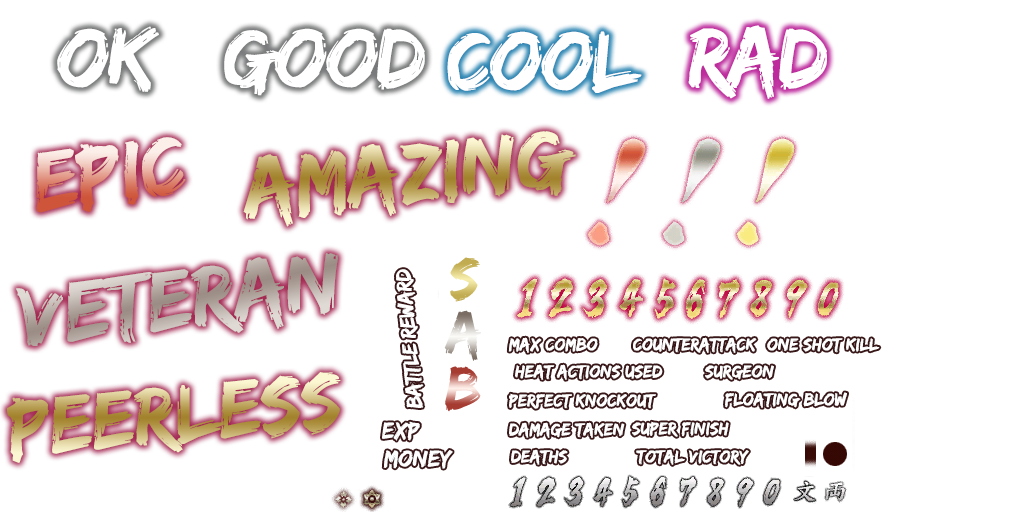 OK GOOD COOL RAD
EPIC AMAZING ! ! !
VETERAN
PEERLESS
BATTLE REWARD
S
A
B
EXP
MONEY
1 2 3 4 5 6 7 8 9 0
MAX COMBO COUNTERATTACK ONE SHOT KILL
HEAT ACTIONS USED SURGEON
PERFECT KNOCKOUT FLOATING BLOW
DAMAGE TAKEN SUPER FINISH
DEATHS TOTAL VICTORY
1 2 3 4 5 6 7 8 9 0 文 両